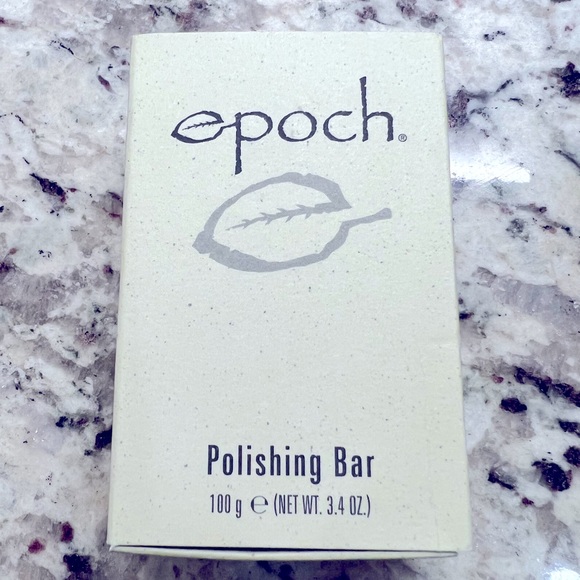 epoch®
Polishing Bar
100 g ℮ (NET WT. 3.4 OZ.)